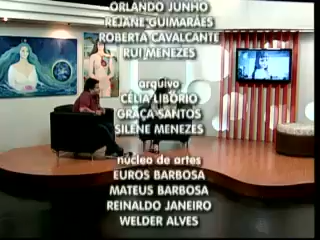 ORLANDO JUNHO
REJANE GUIMARÃES
ROBERTA CAVALCANTE
RUI MENEZES
arquivo
CÉLIA LIBÓRIO
GRAÇA SANTOS
SILENE MENEZES
núcleo de artes
EUROS BARBOSA
MATEUS BARBOSA
REINALDO JANEIRO
WELDER ALVES